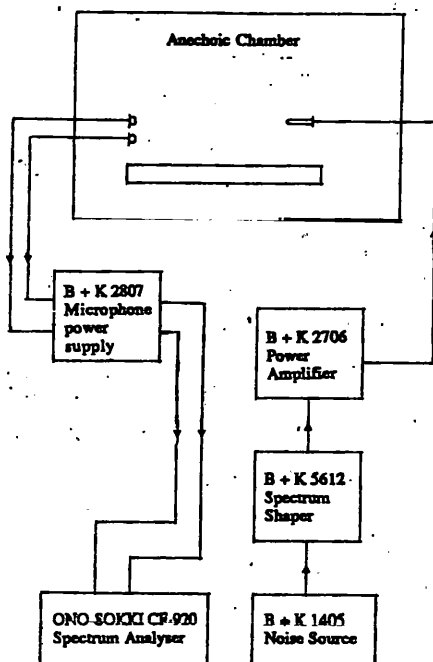 Anechoic Chamber
B + K 2807
Microphone
power
supply
B + K 2706
Power
Amplifier
B + K 5612
Spectrum
Shaper
ONO SOKKI CF-920
Spectrum Analyser
B + K 1405
Noise Source